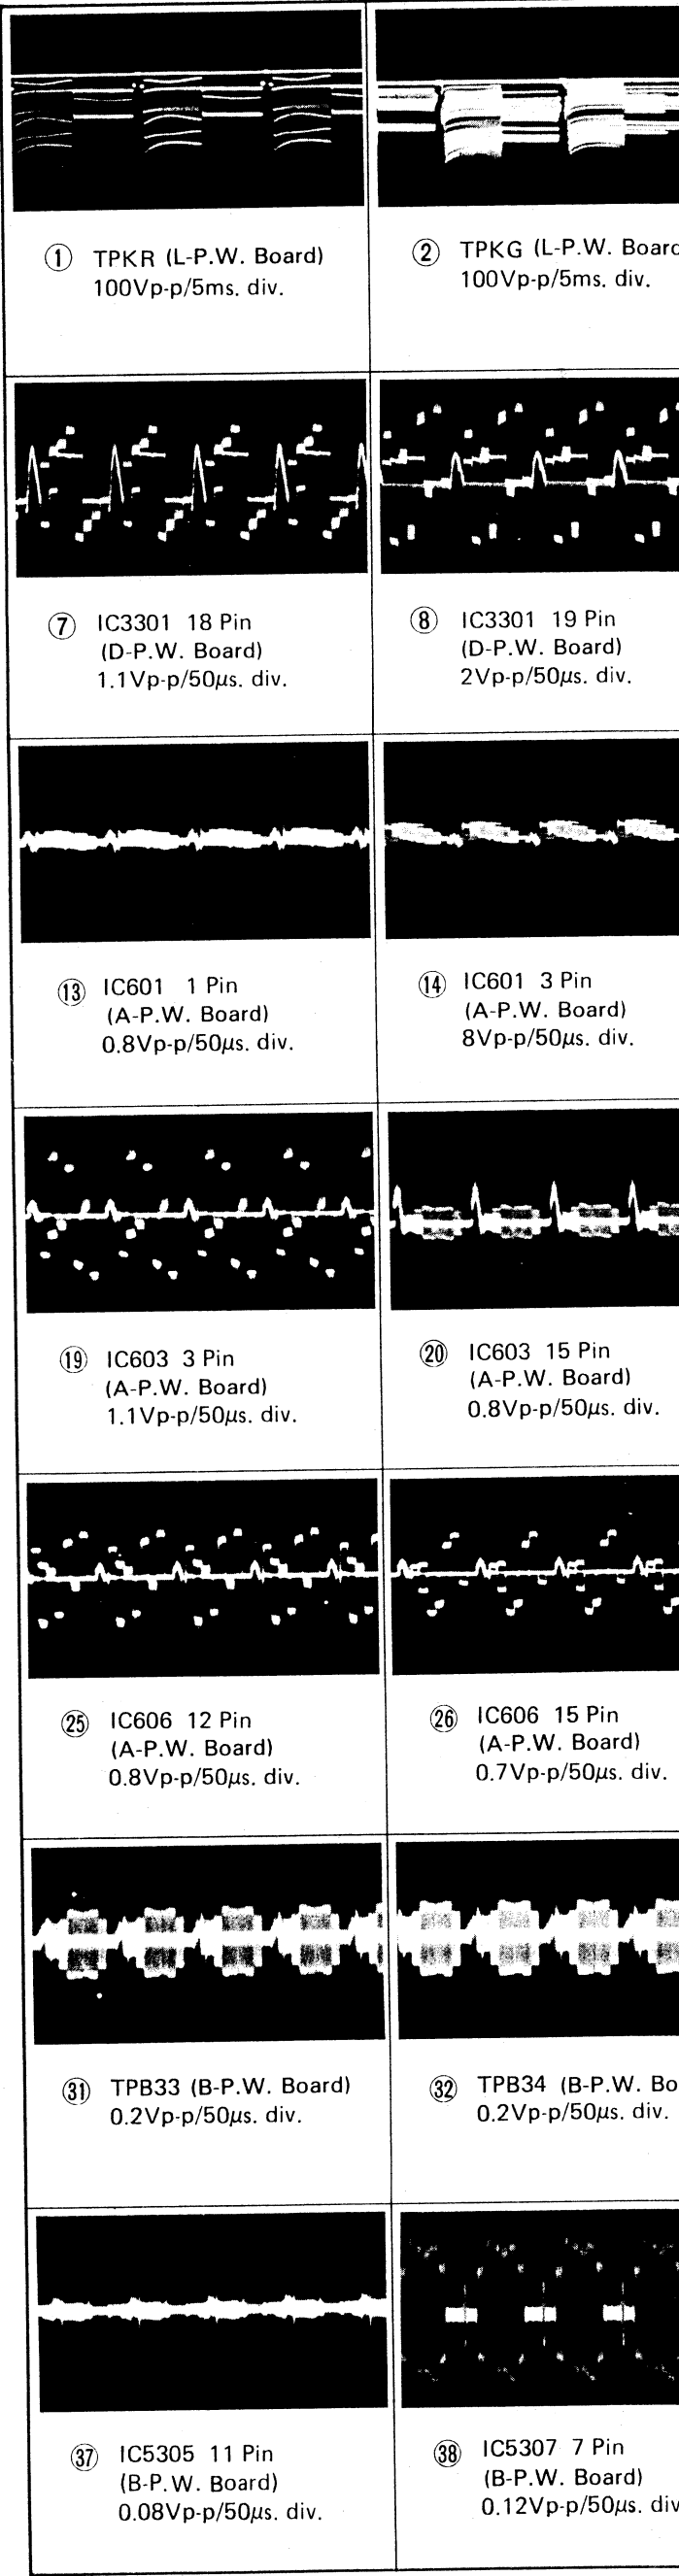 ① TPKR (L-P.W. Board)
100Vp-p/5ms. div.
② TPKG (L-P.W. Board
100Vp-p/5ms. div.
⑦ IC3301 18 Pin
(D-P.W. Board)
1.1Vp-p/50μs. div.
⑧ IC3301 19 Pin
(D-P.W. Board)
2Vp-p/50μs. div.
⑬ IC601 1 Pin
(A-P.W. Board)
0.8Vp-p/50μs. div.
⑭ IC601 3 Pin
(A-P.W. Board)
8Vp-p/50μs. div.
⑲ IC603 3 Pin
(A-P.W. Board)
1.1Vp-p/50μs. div.
⑳ IC603 15 Pin
(A-P.W. Board)
0.8Vp-p/50μs. div.
㉕ IC606 12 Pin
(A-P.W. Board)
0.8Vp-p/50μs. div.
㉖ IC606 15 Pin
(A-P.W. Board)
0.7Vp-p/50μs. div.
㉛ TPB33 (B-P.W. Board)
0.2Vp-p/50μs. div.
㉜ TPB34 (B-P.W. Bo
0.2Vp-p/50μs. div.
㊲ IC5305 11 Pin
(B-P.W. Board)
0.08Vp-p/50μs. div.
㊳ IC5307 7 Pin
(B-P.W. Board)
0.12Vp-p/50μs. div